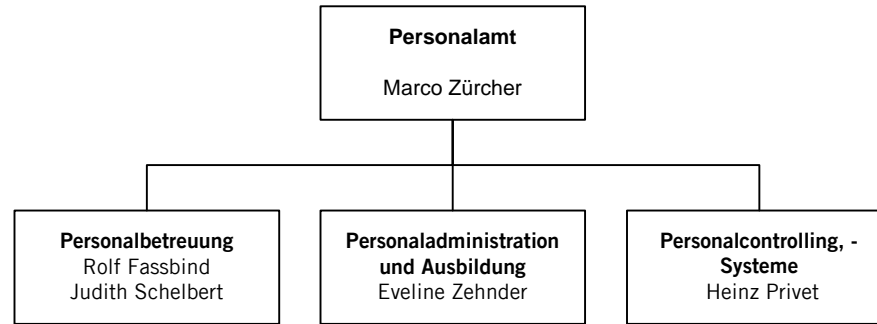 Personalamt
Marco Zürcher
Personalbetreuung
Rolf Fassbind
Judith Schelbert
Personaladministration
und Ausbildung
Eveline Zehnder
Personalcontrolling, -
Systeme
Heinz Privet